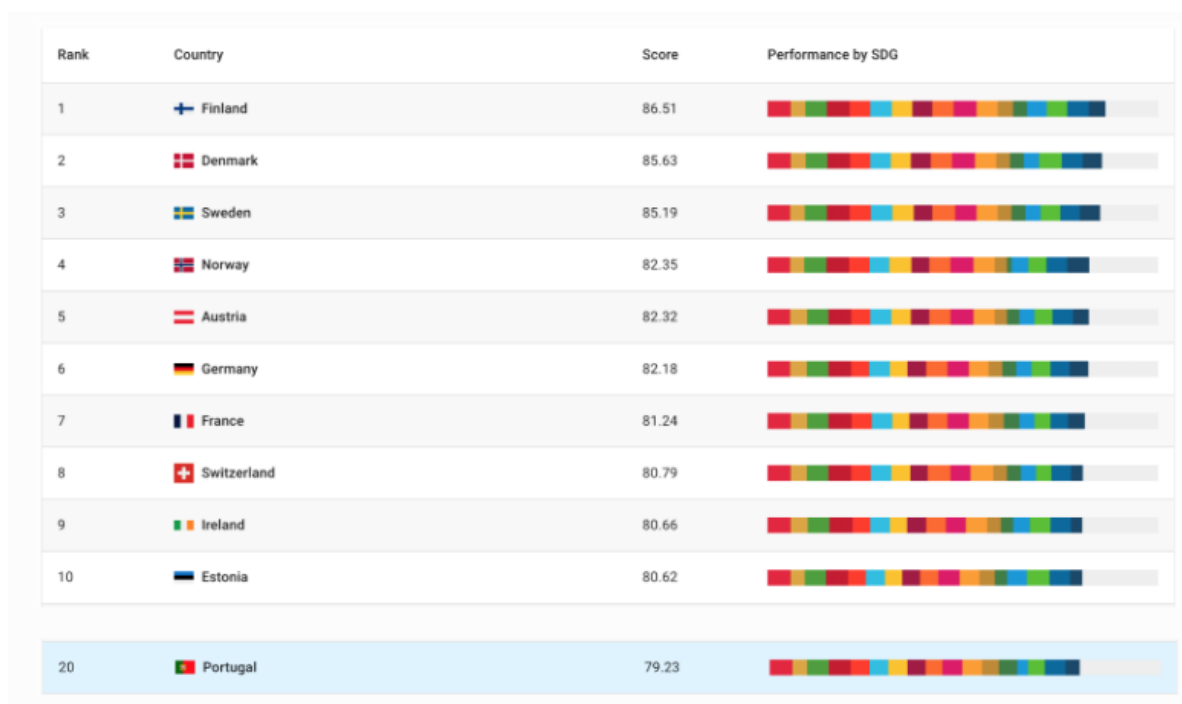 Rank Country Score Performance by SDG
1 Finland 86.51
2 Denmark 85.63
3 Sweden 85.19
4 Norway 82.35
5 Austria 82.32
6 Germany 82.18
7 France 81.24
8 Switzerland 80.79
9 Ireland 80.66
10 Estonia 80.62
20 Portugal 79.23